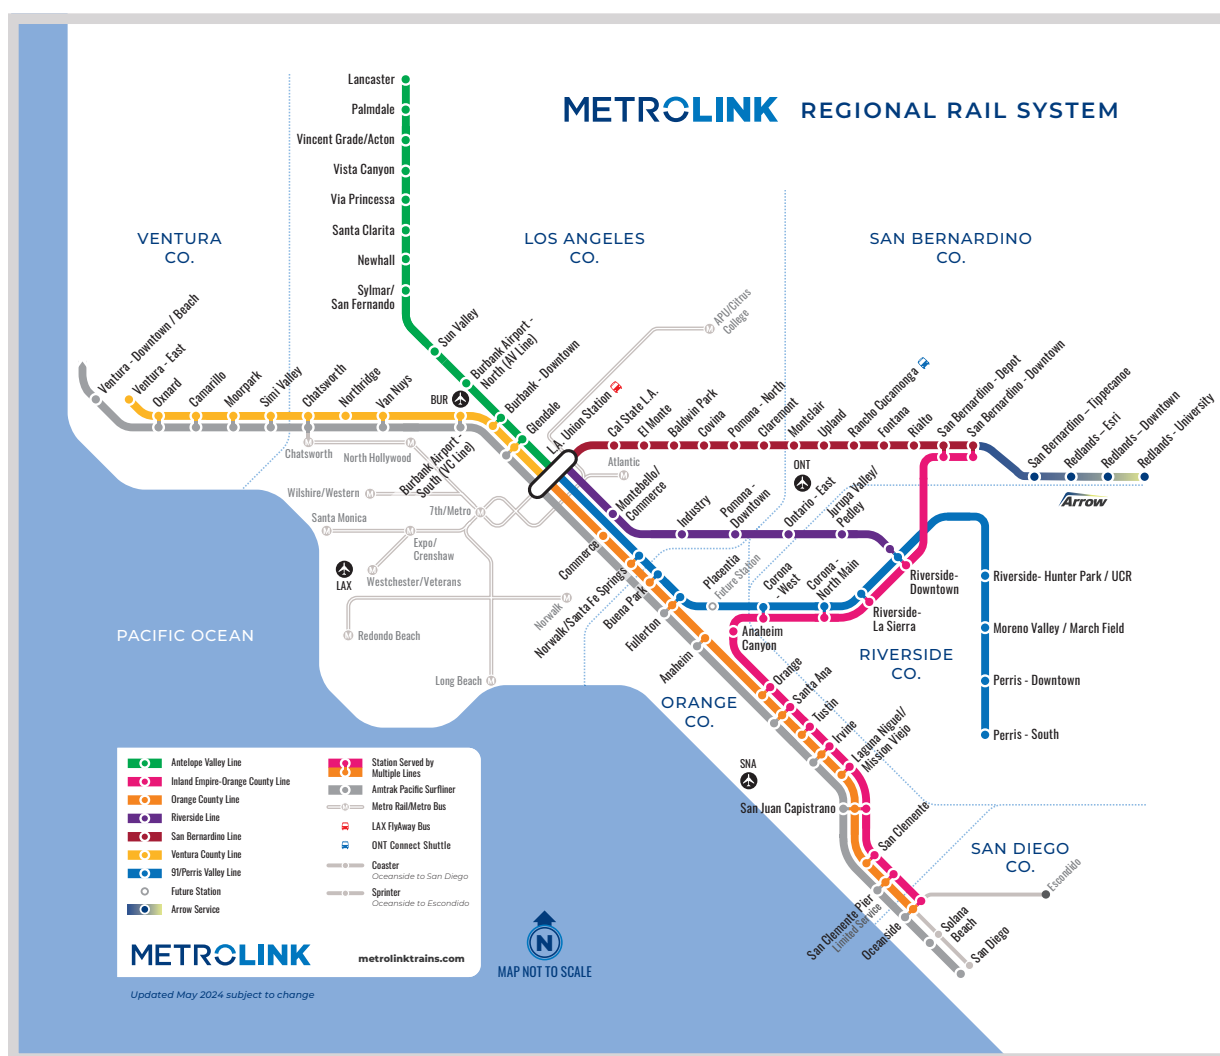 METROLINK REGIONAL RAIL SYSTEM
Lancaster
Palmdale
Vincent Grade/Acton
Vista Canyon
Via Princessa
Santa Clarita
Newhall
Sylmar/
San Fernando
VENTURA
CO.
LOS ANGELES
CO.
SAN BERNARDINO
CO.
Ventura - Downtown / Beach
Ventura - East
Oxnard
Camarillo
Moorpark
Simi Valley
Chatsworth
Northridge
Van Nuys
BUR
Sun Valley
Burbank Airport -
North (AV Line)
Burbank - Downtown
Glendale
L.A. Union Station
M
APU/Citrus
College
Cal State L.A.
El Monte
Baldwin Park
Covina
Pomona - North
Claremont
Montclair
Upland
Rancho Cucamonga
Fontana
Rialto
San Bernardino - Depot
San Bernardino - Downtown
San Bernardino - Tippecanoe
Redlands - Esri
Redlands - Downtown
Redlands - University
Arrow
M
Chatsworth
M
North Hollywood
Burbank Airport -
South (VC Line)
Wilshire/Western
M
7th/Metro
M
Santa Monica
M
M
Expo/
Crenshaw
M
Westchester/Veterans
LAX
Atlantic
M
ONT
Montebello/
Commerce
Industry
Pomona -
Downtown
Ontario - East
Jurupa Valley/
Pedley
Commerce
Norwalk
M
M
Redondo Beach
Long Beach
M
Norwalk/Santa Fe Springs
Buena Park
Fullerton
Anaheim
Placentia
Future Station
Corona
- West
Corona -
North Main
Riverside-
Downtown
Riverside-
La Sierra
Anaheim
Canyon
Riverside- Hunter Park / UCR
Moreno Valley / March Field
Perris - Downtown
Perris - South
PACIFIC OCEAN
RIVERSIDE
CO.
ORANGE
CO.
Orange
Santa Ana
Tustin
Irvine
Laguna Niguel/
Mission Viejo
SNA
San Juan Capistrano
San Clemente
San Clemente Pier
Limited Service
Oceanside
Solana
Beach
San Diego
Escondido
SAN DIEGO
CO.
Antelope Valley Line
Inland Empire-Orange County Line
Orange County Line
Riverside Line
San Bernardino Line
Ventura County Line
91/Perris Valley Line
Future Station
Arrow Service
Station Served by
Multiple Lines
Amtrak Pacific Surfliner
M
Metro Rail/Metro Bus
LAX FlyAway Bus
ONT Connect Shuttle
Coaster
Oceanside to San Diego
Sprinter
Oceanside to Escondido
METROLINK
metrolinktrains.com
Updated May 2024 subject to change
N
MAP NOT TO SCALE